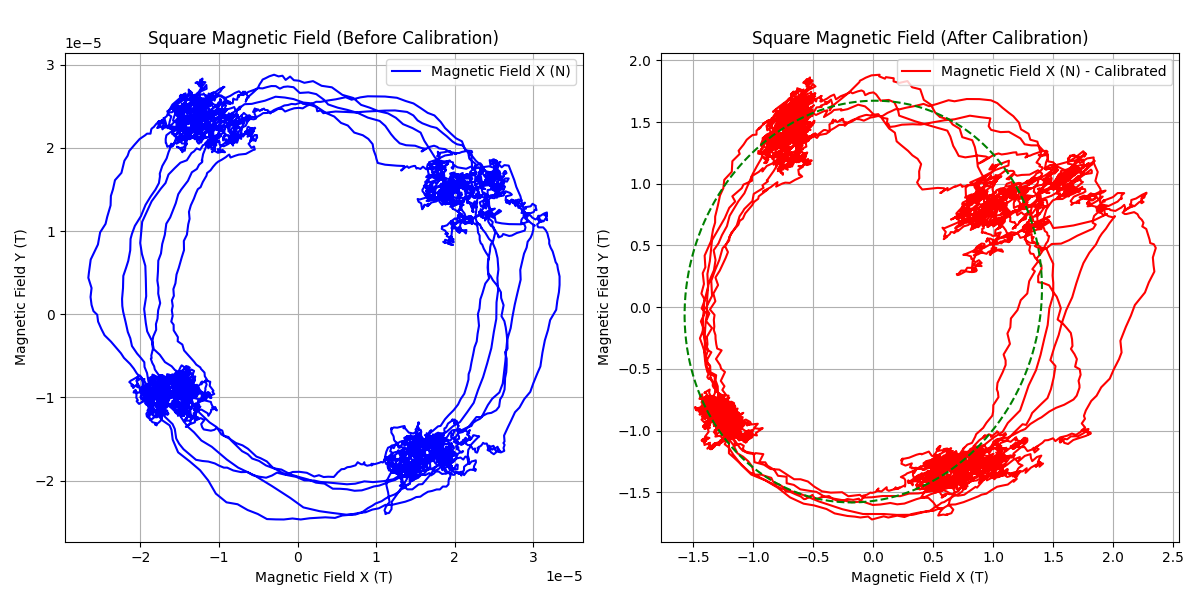 Square Magnetic Field (Before Calibration)
1e−5
Magnetic Field X (N)
3
2
1
0
−1
−2
Magnetic Field Y (T)
−2
−1
0
1
2
3
1e−5
Magnetic Field X (T)
Square Magnetic Field (After Calibration)
Magnetic Field X (N) - Calibrated
2.0
1.5
1.0
0.5
0.0
−0.5
−1.0
−1.5
Magnetic Field Y (T)
−1.5
−1.0
−0.5
0.0
0.5
1.0
1.5
2.0
2.5
Magnetic Field X (T)